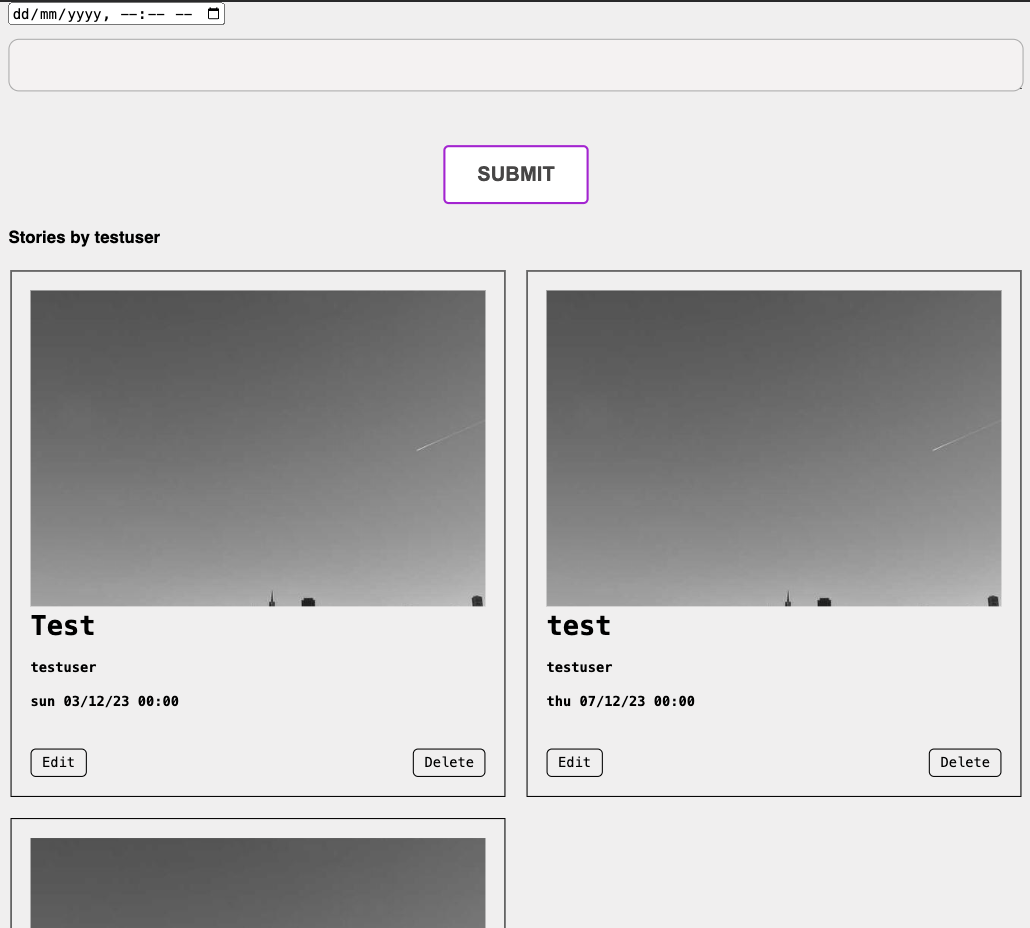 dd/mm/yyyy, --:-- --
SUBMIT
Stories by testuser
Test
testuser
sun 03/12/23 00:00
Edit
Delete
test
testuser
thu 07/12/23 00:00
Edit
Delete